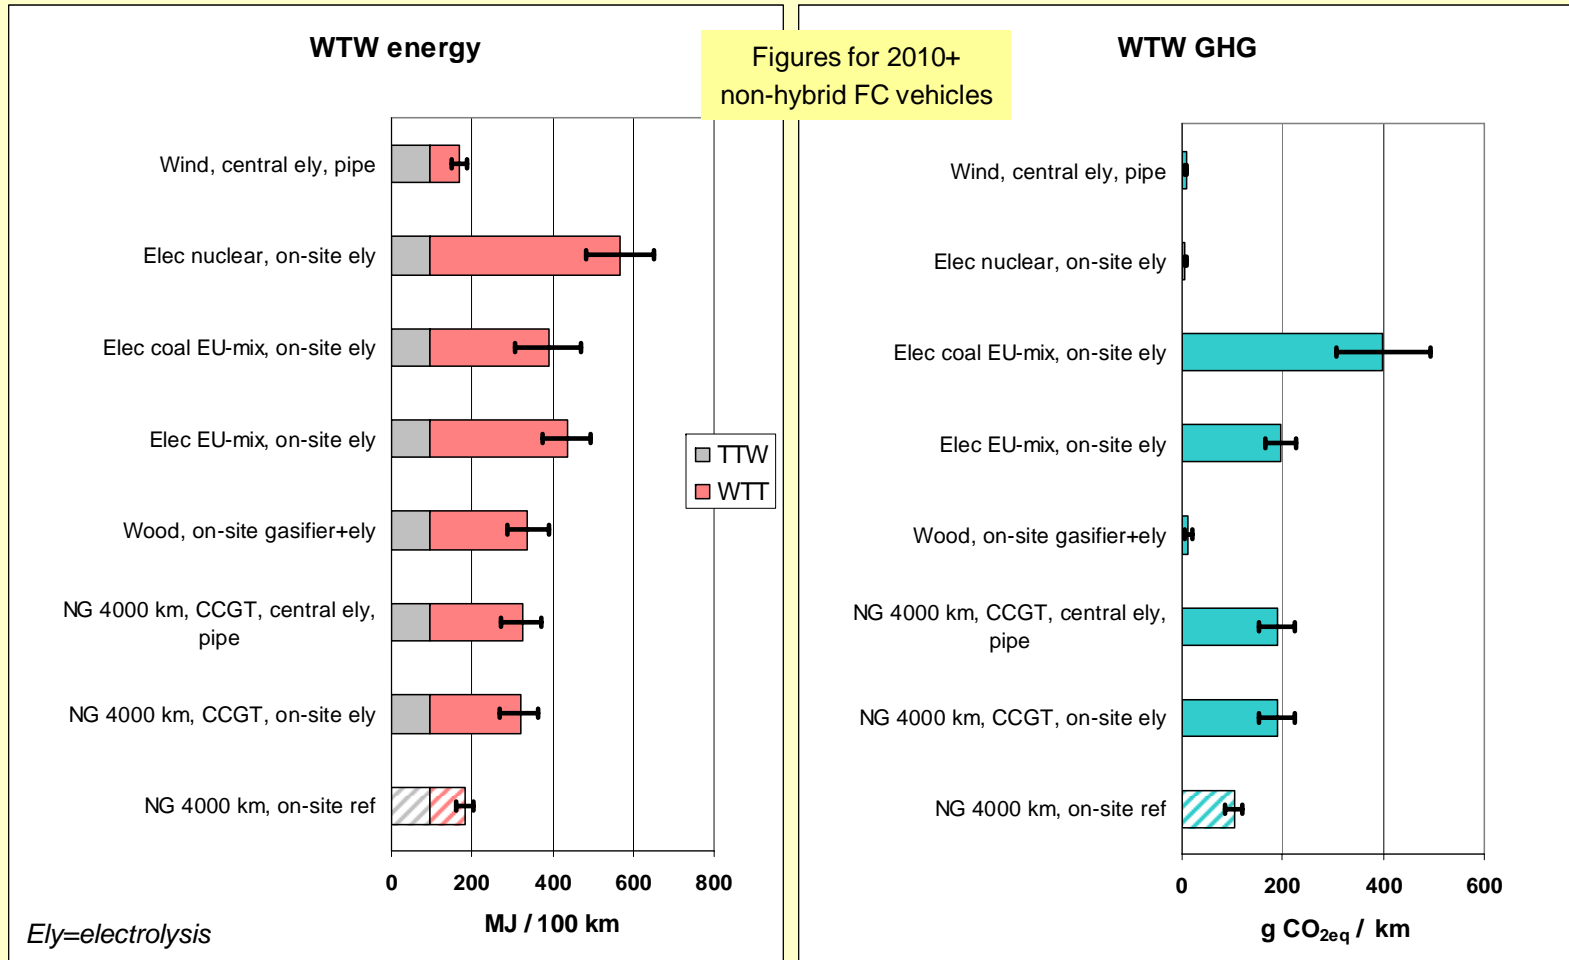 WTW energy
Figures for 2010+
non-hybrid FC vehicles
WTW GHG
Wind, central ely, pipe
Elec nuclear, on-site ely
Elec coal EU-mix, on-site ely
Elec EU-mix, on-site ely
Wood, on-site gasifier+ely
NG 4000 km, CCGT, central ely,
pipe
NG 4000 km, CCGT, on-site ely
NG 4000 km, on-site ref
0 200 400 600 800
MJ / 100 km
Ely=electrolysis
TTW
WTT
Wind, central ely, pipe
Elec nuclear, on-site ely
Elec coal EU-mix, on-site ely
Elec EU-mix, on-site ely
Wood, on-site gasifier+ely
NG 4000 km, CCGT, central ely,
pipe
NG 4000 km, CCGT, on-site ely
NG 4000 km, on-site ref
0 200 400 600
g CO2eq / km